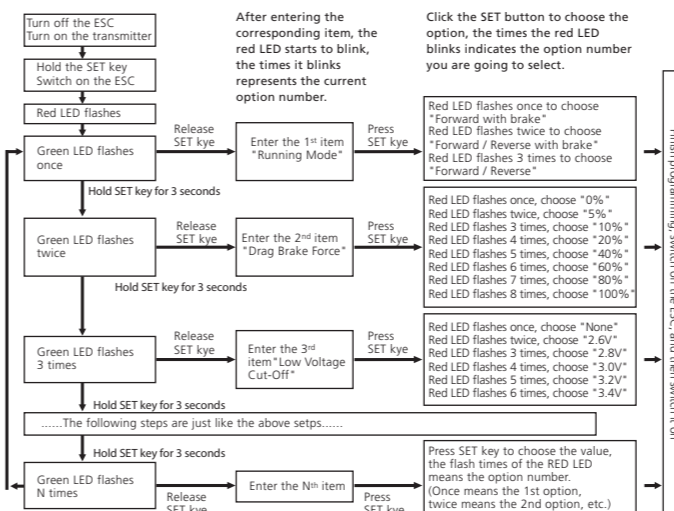 Turn off the ESC
Turn on the transmitter
Hold the SET key
Switch on the ESC
Red LED flashes
After entering the
corresponding item, the
red LED starts to blink,
the times it blinks
represents the current
option number.
Click the SET button to choose the
option, the times the red LED
blinks indicates the option number
you are going to select.
Green LED flashes
once
Release
SET kye
Enter the 1st item
"Running Mode"
Press
SET kye
Red LED flashes once to choose
"Forward with brake"
Red LED flashes twice to choose
"Forward / Reverse with brake"
Red LED flashes 3 times to choose
"Forward / Reverse"
Hold SET key for 3 seconds
Green LED flashes
twice
Release
SET kye
Enter the 2nd item
"Drag Brake Force"
Press
SET kye
Red LED flashes once, choose "0%"
Red LED flashes twice, choose "5%"
Red LED flashes 3 times, choose "10%"
Red LED flashes 4 times, choose "20%"
Red LED flashes 5 times, choose "40%"
Red LED flashes 6 times, choose "60%"
Red LED flashes 7 times, choose "80%"
Red LED flashes 8 times, choose "100%"
Hold SET key for 3 seconds
Green LED flashes
3 times
Release
SET kye
Enter the 3rd
item"Low Voltage
Cut-Off"
Press
SET kye
Red LED flashes once, choose "None"
Red LED flashes twice, choose "2.6V"
Red LED flashes 3 times, choose "2.8V"
Red LED flashes 4 times, choose "3.0V"
Red LED flashes 5 times, choose "3.2V"
Red LED flashes 6 times, choose "3.4V"
Hold SET key for 3 seconds
......The following steps are just like the above setps......
Hold SET key for 3 seconds
Green LED flashes
N times
Release
SET kye
Enter the Nth item
Press
SET kye
Press SET key to choose the value,
the flash times of the RED LED
means the option number.
(Once means the 1st option,
twice means the 2nd option, etc.)
programming, switch on the ESC, and then switch it on